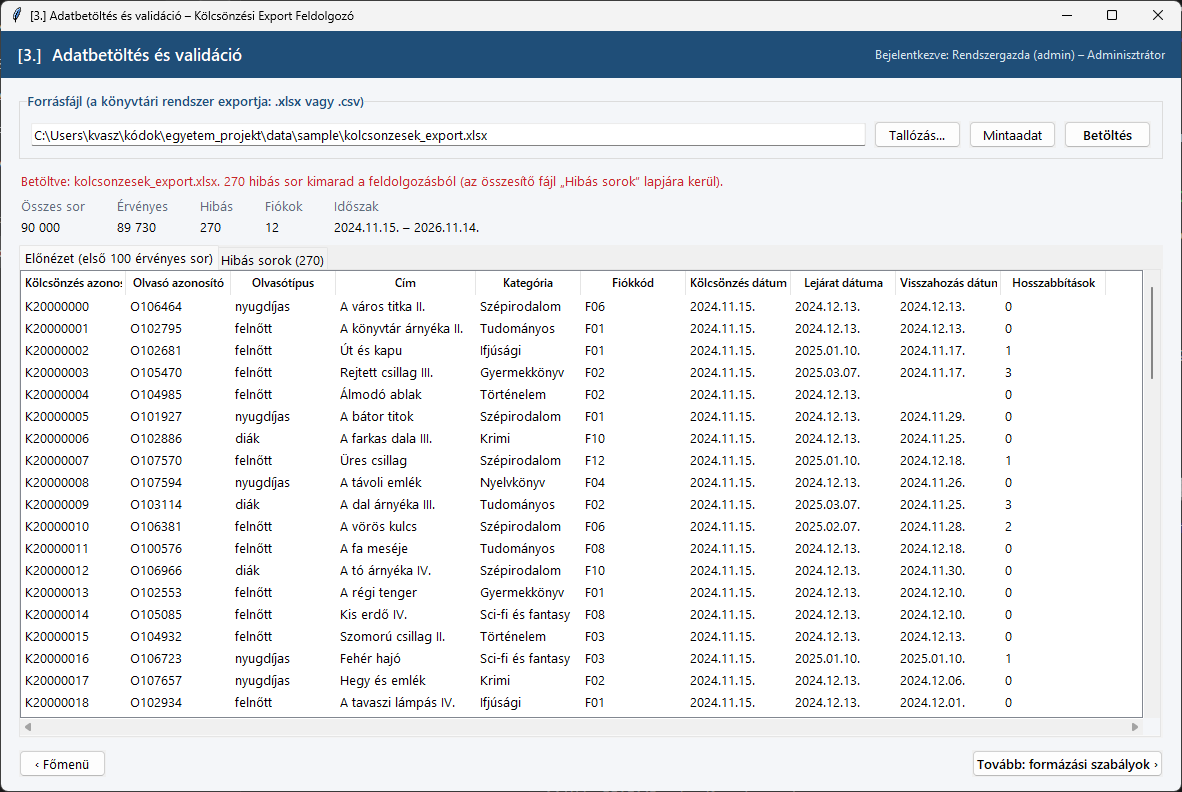 [3.] Adatbetöltés és validáció – Kölcsönzési Export Feldolgozó
[3.] Adatbetöltés és validáció
Bejelentkezve: Rendszergazda (admin) – Adminisztrátor
Forrásfájl (a könyvtári rendszer exportja: .xlsx vagy .csv)
C:\Users\kvasz\kódok\egyetem_projekt\data\sample\kolcsonzesek_export.xlsx Tallózás... Mintaadat Betöltés
Betöltve: kolcsonzesek_export.xlsx. 270 hibás sor kimarad a feldolgozásból (az összesítő fájl „Hibás sorok” lapjára kerül).
Összes sor Érvényes Hibás Fiókok Időszak
90 000 89 730 270 12 2024.11.15. – 2026.11.14.
Előnézet (első 100 érvényes sor) Hibás sorok (270)
Kölcsönzés azonos Olvasó azonosító Olvasótípus Cím Kategória Fiókkód Kölcsönzés dátum Lejárat dátuma Visszahozás dátun Hosszabbítások
K20000000 O106464 nyugdíjas A város titka II. Szépirodalom F06 2024.11.15. 2024.12.13. 2024.12.13. 0
K20000001 O102795 felnőtt A könyvtár árnyéka II. Tudományos F01 2024.11.15. 2024.12.13. 2024.12.13. 0
K20000002 O102681 felnőtt Út és kapu Ifjúsági F01 2024.11.15. 2025.01.10. 2024.11.17. 1
K20000003 O105470 felnőtt Rejtett csillag III. Gyermekkönyv F02 2024.11.15. 2025.03.07. 2024.11.17. 3
K20000004 O104985 felnőtt Álmodó ablak Történelem F02 2024.11.15. 2024.12.13. 0
K20000005 O101927 nyugdíjas A bátor titok Szépirodalom F01 2024.11.15. 2024.12.13. 2024.11.29. 0
K20000006 O102886 diák A farkas dala III. Krimi F10 2024.11.15. 2024.12.13. 2024.11.25. 0
K20000007 O107570 felnőtt Üres csillag Szépirodalom F12 2024.11.15. 2025.01.10. 2024.12.18. 1
K20000008 O107594 nyugdíjas A távoli emlék Nyelvkönyv F04 2024.11.15. 2024.12.13. 2024.11.26. 0
K20000009 O103114 diák A dal árnyéka III. Tudományos F02 2024.11.15. 2025.03.07. 2024.11.25. 3
K20000010 O106381 felnőtt A vörös kulcs Szépirodalom F06 2024.11.15. 2025.02.07. 2024.11.28. 2
K20000011 O100576 felnőtt A fa meséje Tudományos F08 2024.11.15. 2024.12.13. 2024.12.18. 0
K20000012 O106966 diák A tó árnyéka IV. Szépirodalom F10 2024.11.15. 2024.12.13. 2024.11.30. 0
K20000013 O102553 felnőtt A régi tenger Gyermekkönyv F01 2024.11.15. 2024.12.13. 2024.12.10. 0
K20000014 O105085 felnőtt Kis erdő IV. Sci-fi és fantasy F08 2024.11.15. 2024.12.13. 2024.12.10. 0
K20000015 O104932 felnőtt Szomorú csillag II. Történelem F03 2024.11.15. 2024.12.13. 2024.12.13. 0
K20000016 O106723 nyugdíjas Fehér hajó Sci-fi és fantasy F03 2024.11.15. 2025.01.10. 2025.01.10. 1
K20000017 O107657 nyugdíjas Hegy és emlék Krimi F02 2024.11.15. 2024.12.13. 2024.12.06. 0
K20000018 O102934 felnőtt A tavaszi lámpás IV. Ifjúsági F01 2024.11.15. 2024.12.13. 2024.12.01. 0
‹ Főmenü Tovább: formázási szabályok ›